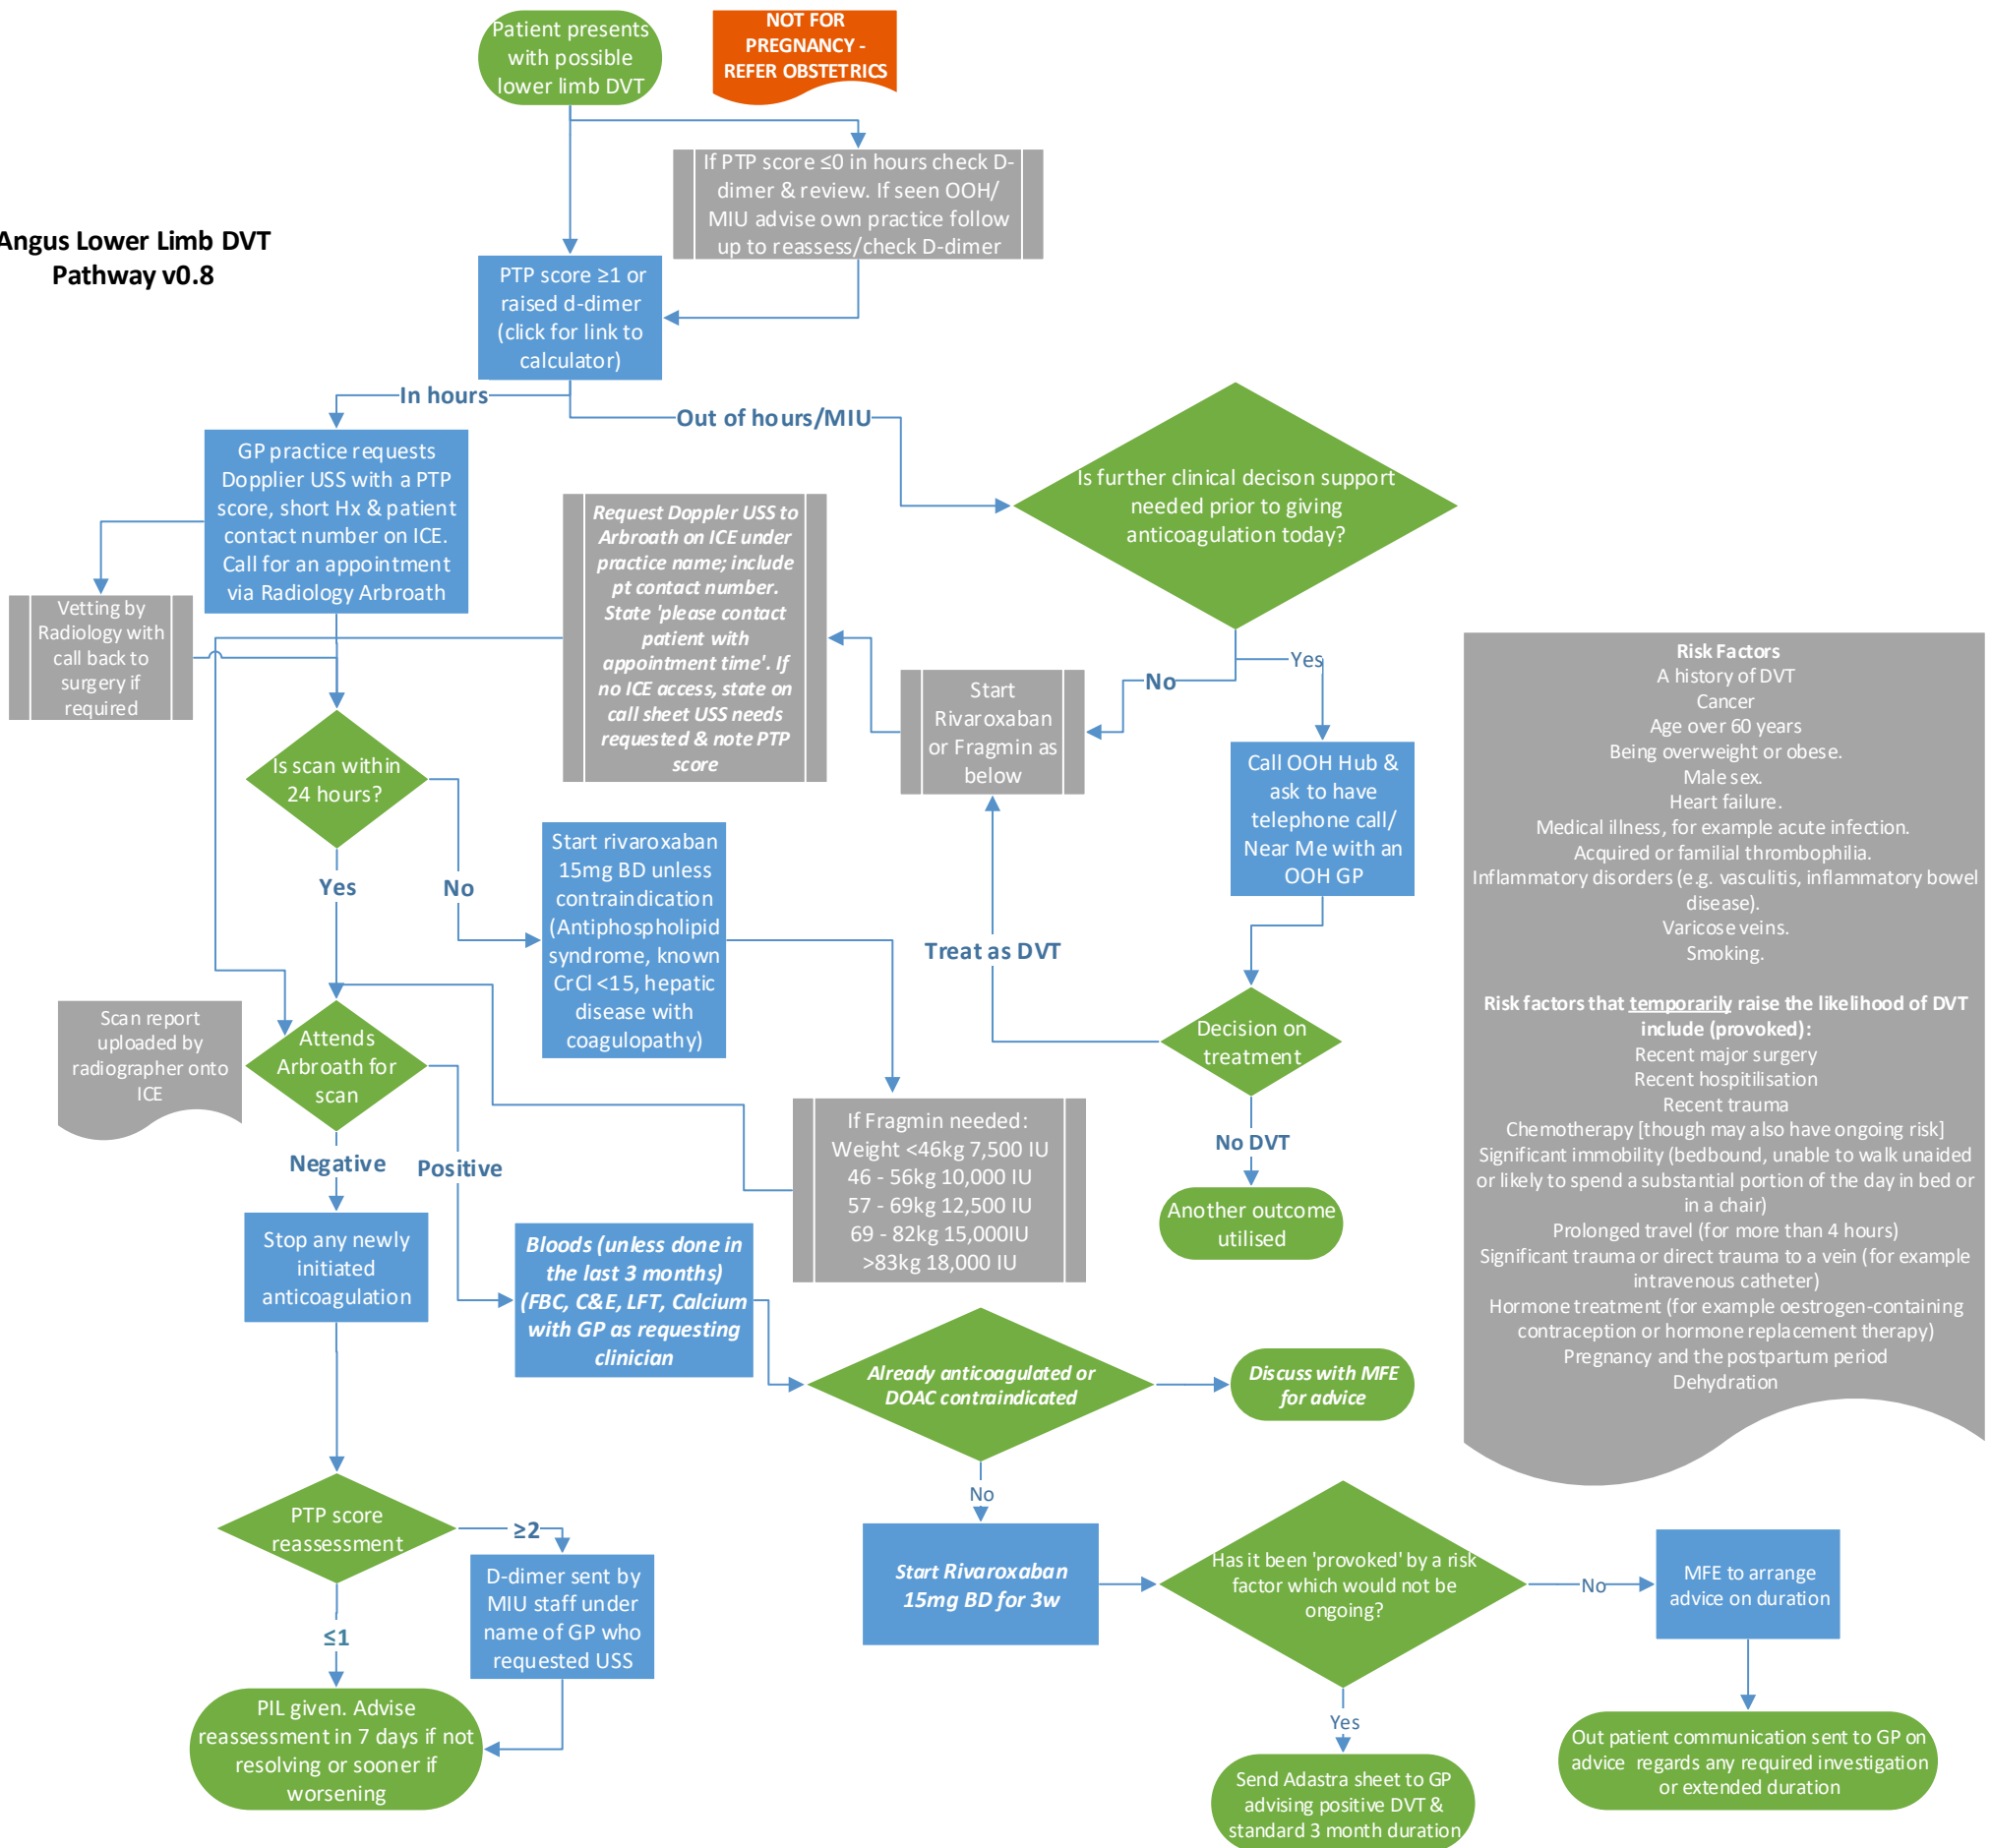 Patient presents
with possible
lower limb DVT
NOT FOR
PREGNANCY -
REFER OBSTETRICS
If PTP score ≤0 in hours check D-
dimer & review. If seen OOH/
MIU advise own practice follow
up to reassess/check D-dimer
Angus Lower Limb DVT
Pathway v0.8
PTP score ≥1 or
raised d-dimer
(click for link to
calculator)
In hours
Out of hours/MIU
GP practice requests
Dopplier USS with a PTP
score, short Hx & patient
contact number on ICE.
Call for an appointment
via Radiology Arbroath
Vetting by
Radiology with
call back to
surgery if
required
Request Doppler USS to
Arbroath on ICE under
practice name; include
pt contact number.
State 'please contact
patient with
appointment time'. If
no ICE access, state on
call sheet USS needs
requested & note PTP
score
Is further clinical decison support
needed prior to giving
anticoagulation today?
Yes
No
Start
Rivaroxaban
or Fragmin as
below
Call OOH Hub &
ask to have
telephone call/
Near Me with an
OOH GP
Is scan within
24 hours?
Yes
No
Start rivaroxaban
15mg BD unless
contraindication
(Antiphospholipid
syndrome, known
CrCl <15, hepatic
disease with
coagulopathy)
Treat as DVT
Decision on
treatment
No DVT
Another outcome
utilised
Scan report
uploaded by
radiographer onto
ICE
Attends
Arbroath for
scan
Negative
Positive
If Fragmin needed:
Weight <46kg 7,500 IU
46 - 56kg 10,000 IU
57 - 69kg 12,500 IU
69 - 82kg 15,000IU
>83kg 18,000 IU
Stop any newly
initiated
anticoagulation
Bloods (unless done in
the last 3 months)
(FBC, C&E, LFT, Calcium
with GP as requesting
clinician
Already anticoagulated or
DOAC contraindicated
Discuss with MFE
for advice
No
Risk Factors
A history of DVT
Cancer
Age over 60 years
Being overweight or obese.
Male sex.
Heart failure.
Medical illness, for example acute infection.
Acquired or familial thrombophilia.
Inflammatory disorders (e.g. vasculitis, inflammatory bowel
disease).
Varicose veins.
Smoking.
Risk factors that temporarily raise the likelihood of DVT
include (provoked):
Recent major surgery
Recent hospitilisation
Recent trauma
Chemotherapy [though may also have ongoing risk]
Significant immobility (bedbound, unable to walk unaided
or likely to spend a substantial portion of the day in bed or
in a chair)
Prolonged travel (for more than 4 hours)
Significant trauma or direct trauma to a vein (for example
intravenous catheter)
Hormone treatment (for example oestrogen-containing
contraception or hormone replacement therapy)
Pregnancy and the postpartum period
Dehydration
PTP score
reassessment
≥2
≤1
D-dimer sent by
MIU staff under
name of GP who
requested USS
PIL given. Advise
reassessment in 7 days if not
resolving or sooner if
worsening
Start Rivaroxaban
15mg BD for 3w
Has it been 'provoked' by a risk
factor which would not be
ongoing?
No
MFE to arrange
advice on duration
Yes
Send Adastra sheet to GP
advising positive DVT &
standard 3 month duration
Out patient communication sent to GP on
advice regards any required investigation
or extended duration